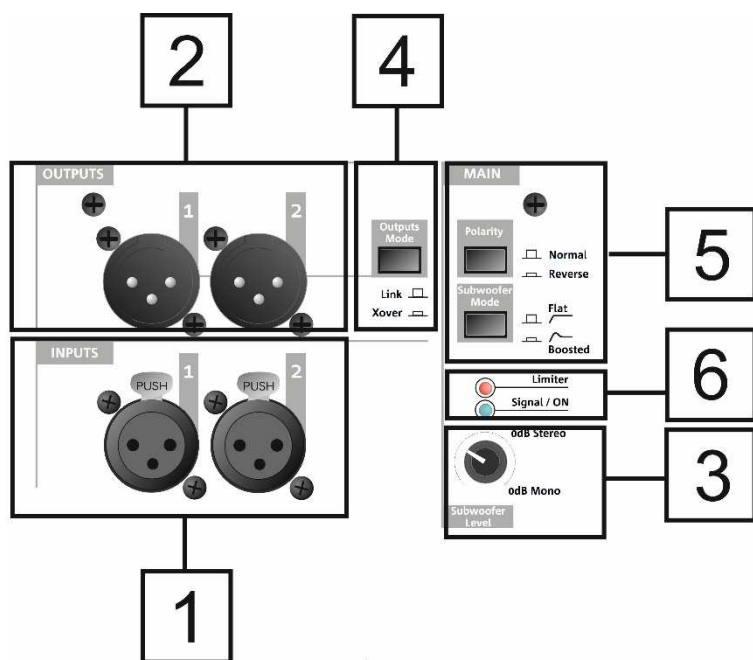 2
4
OUTPUTS
1
2
Outputs
Mode
Link
Xover
MAIN
Polarity
Normal
Reverse
Subwoofer
Mode
Flat
Boosted
5
INPUTS
PUSH
1
PUSH
2
Limiter
Signal / ON
6
0dB Stereo
0dB Mono
Subwoofer
Level
3
1